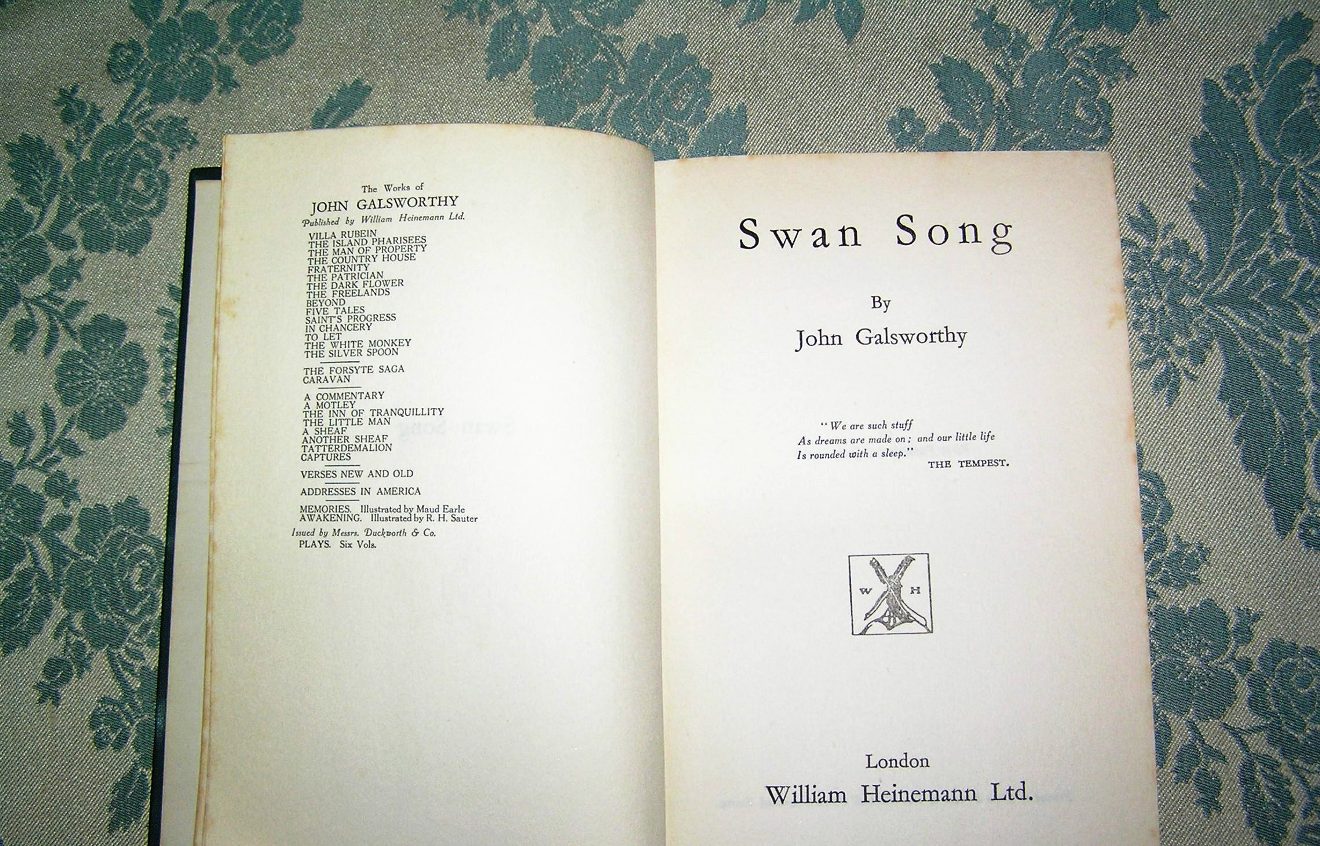 The Works of
JOHN GALSWORTHY
Published by William Heinemann Ltd.
VILLA RUBEIN
THE ISLAND PHARISEES
THE MAN OF PROPERTY
THE COUNTRY HOUSE
FRATERNITY
THE PATRICIAN
THE DARK FLOWER
THE FREELANDS
BEYOND
FIVE TALES
SAINT'S PROGRESS
IN CHANCERY
TO LET
THE WHITE MONKEY
THE SILVER SPOON
THE FORSYTE SAGA
CARAVAN
A COMMENTARY
A MOTLEY
THE INN OF TRANQUILLITY
THE LITTLE MAN
A SHEAF
ANOTHER SHEAF
TATTERDEMALION
CAPTURES
VERSES NEW AND OLD
ADDRESSES IN AMERICA
MEMORIES. Illustrated by Maud Earle
AWAKENING. Illustrated by R. H. Sauter
Issued by Messrs. Duckworth & Co.
PLAYS. Six Vols.
Swan Song
By
John Galsworthy
"We are such stuff
As dreams are made on; and our little life
Is rounded with a sleep."
THE TEMPEST.
W H
London
William Heinemann Ltd.